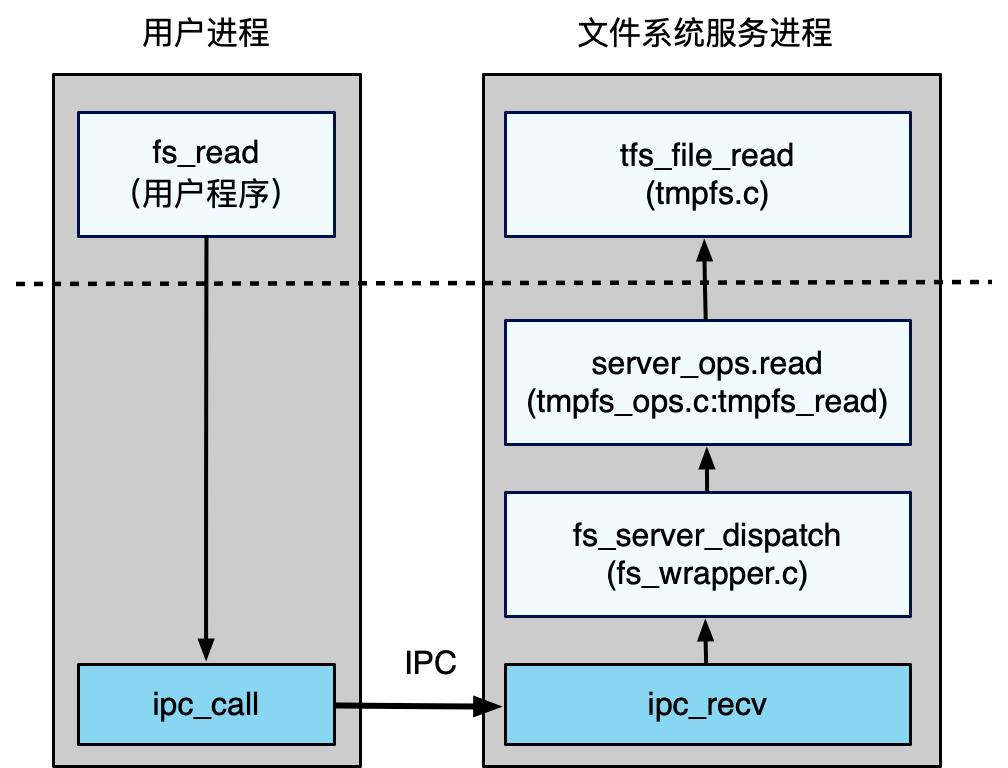 用户进程
文件系统服务进程
fs_read
（用户程序）
tfs_file_read
(tmpfs.c)
server_ops.read
(tmpfs_ops.c:tmpfs_read)
fs_server_dispatch
(fs_wrapper.c)
IPC
ipc_call
ipc_recv